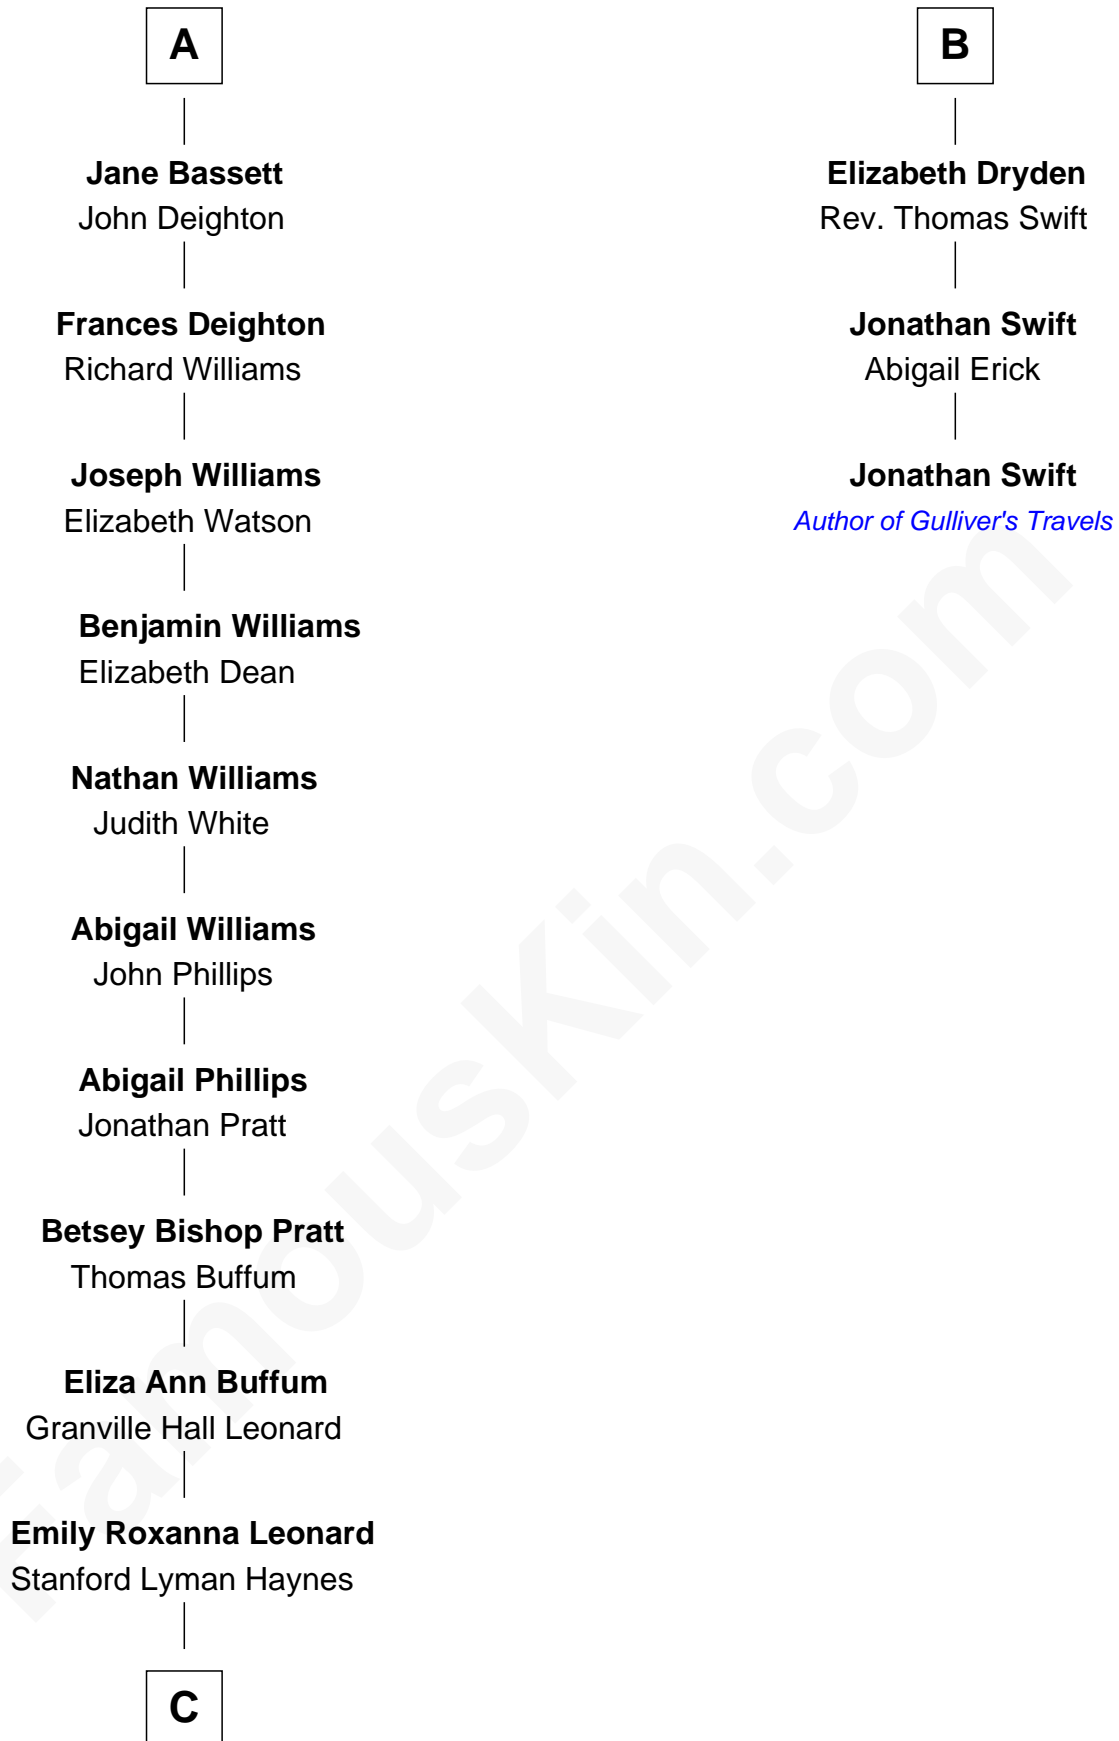 A
Jane Bassett
John Deighton
Frances Deighton
Richard Williams
Joseph Williams
Elizabeth Watson
Benjamin Williams
Elizabeth Dean
Nathan Williams
Judith White
Abigail Williams
John Phillips
Abigail Phillips
Jonathan Pratt
Betsey Bishop Pratt
Thomas Buffum
Eliza Ann Buffum
Granville Hall Leonard
Emily Roxanna Leonard
Stanford Lyman Haynes
C
B
Elizabeth Dryden
Rev. Thomas Swift
Jonathan Swift
Abigail Erick
Jonathan Swift
Author of Gulliver's Travels
FamousKin.com